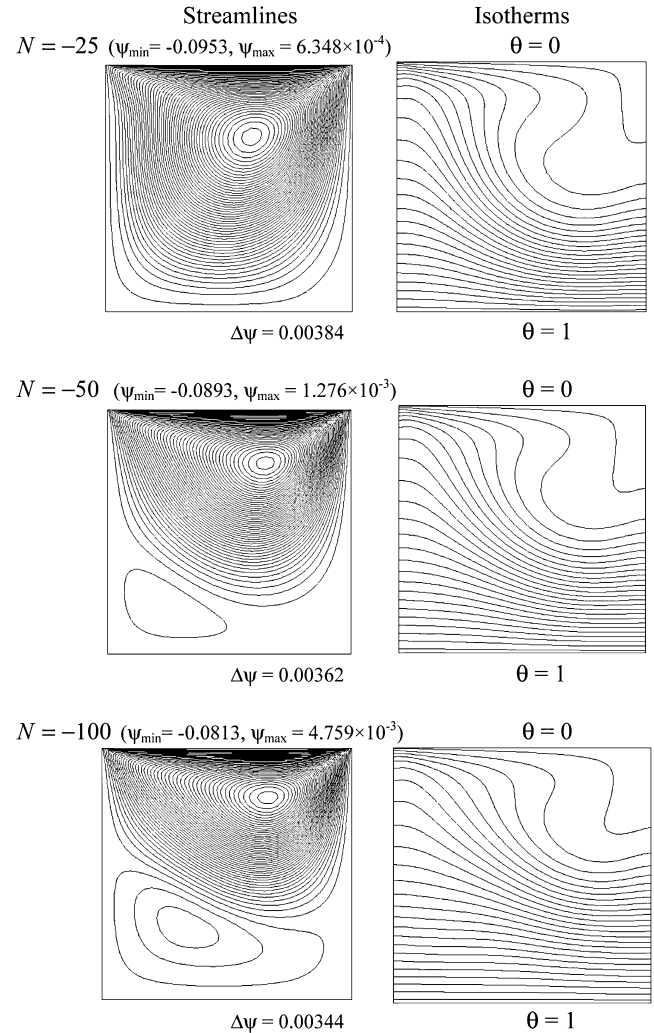 Streamlines Isotherms
N = −25 (ψmin= -0.0953, ψmax = 6.348×10-4) θ = 0
Δψ = 0.00384 θ = 1
N = −50 (ψmin= -0.0893, ψmax = 1.276×10-3) θ = 0
Δψ = 0.00362 θ = 1
N = −100 (ψmin= -0.0813, ψmax = 4.759×10-3) θ = 0
Δψ = 0.00344 θ = 1